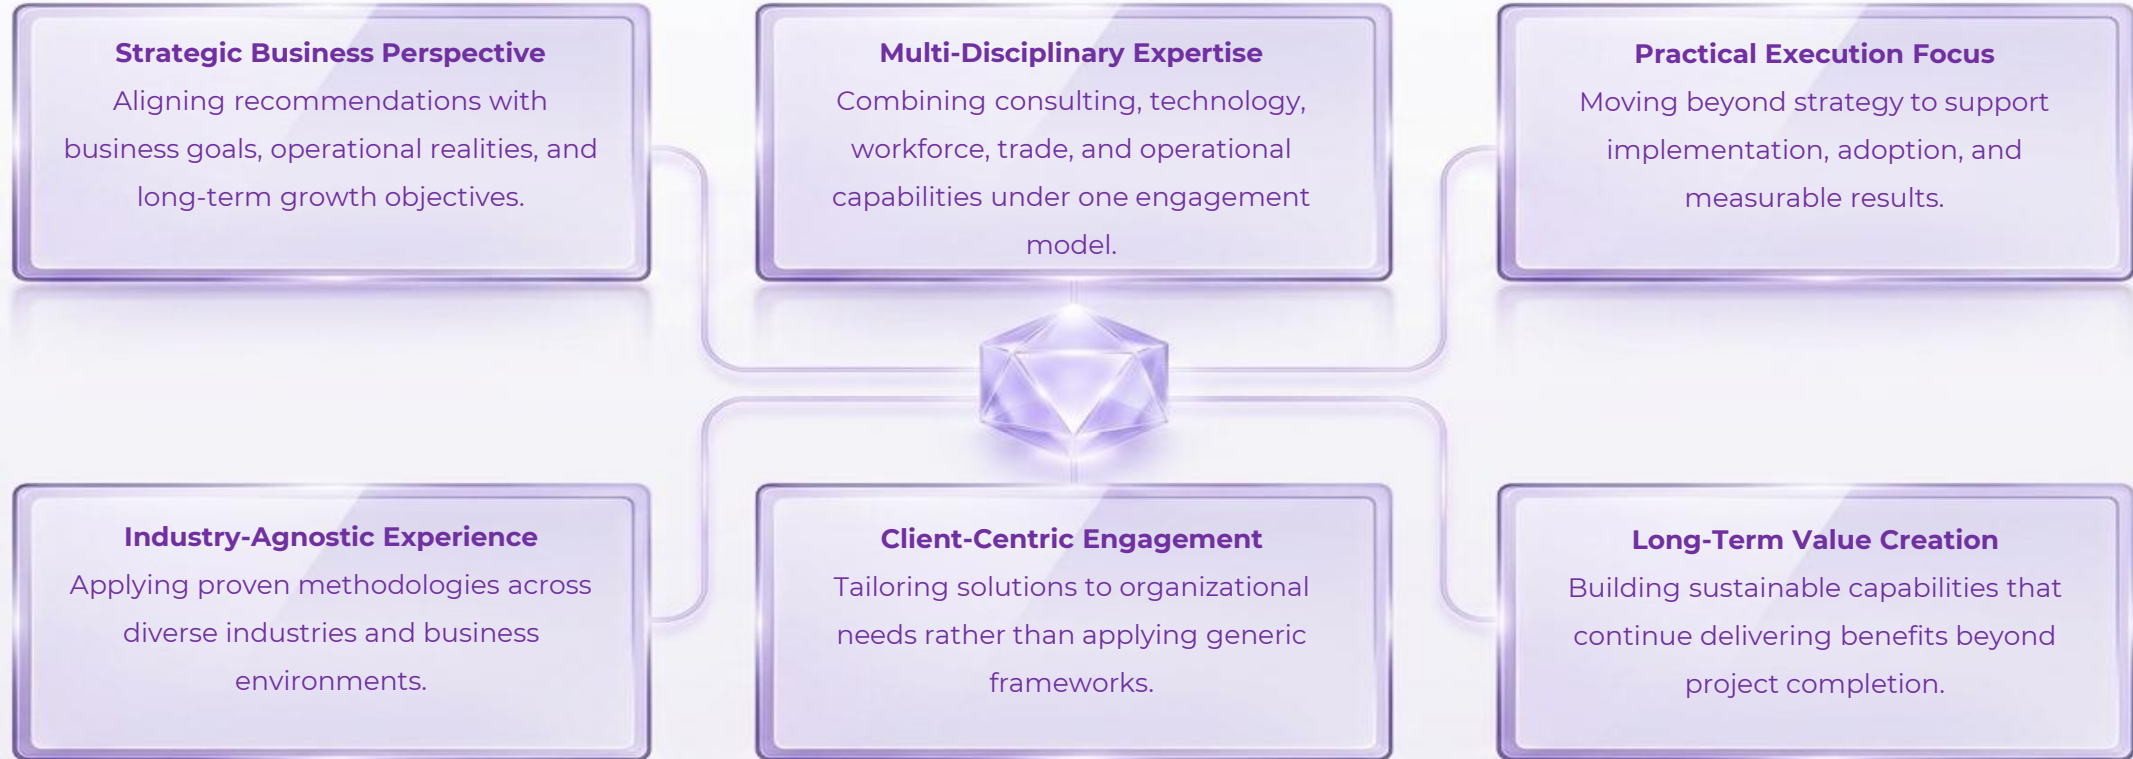 Strategic Business Perspective
Aligning recommendations with
business goals, operational realities, and
long-term growth objectives.
Multi-Disciplinary Expertise
Combining consulting, technology,
workforce, trade, and operational
capabilities under one engagement
model.
Practical Execution Focus
Moving beyond strategy to support
implementation, adoption, and
measurable results.
Industry-Agnostic Experience
Applying proven methodologies across
diverse industries and business
environments.
Client-Centric Engagement
Tailoring solutions to organizational
needs rather than applying generic
frameworks.
Long-Term Value Creation
Building sustainable capabilities that
continue delivering benefits beyond
project completion.